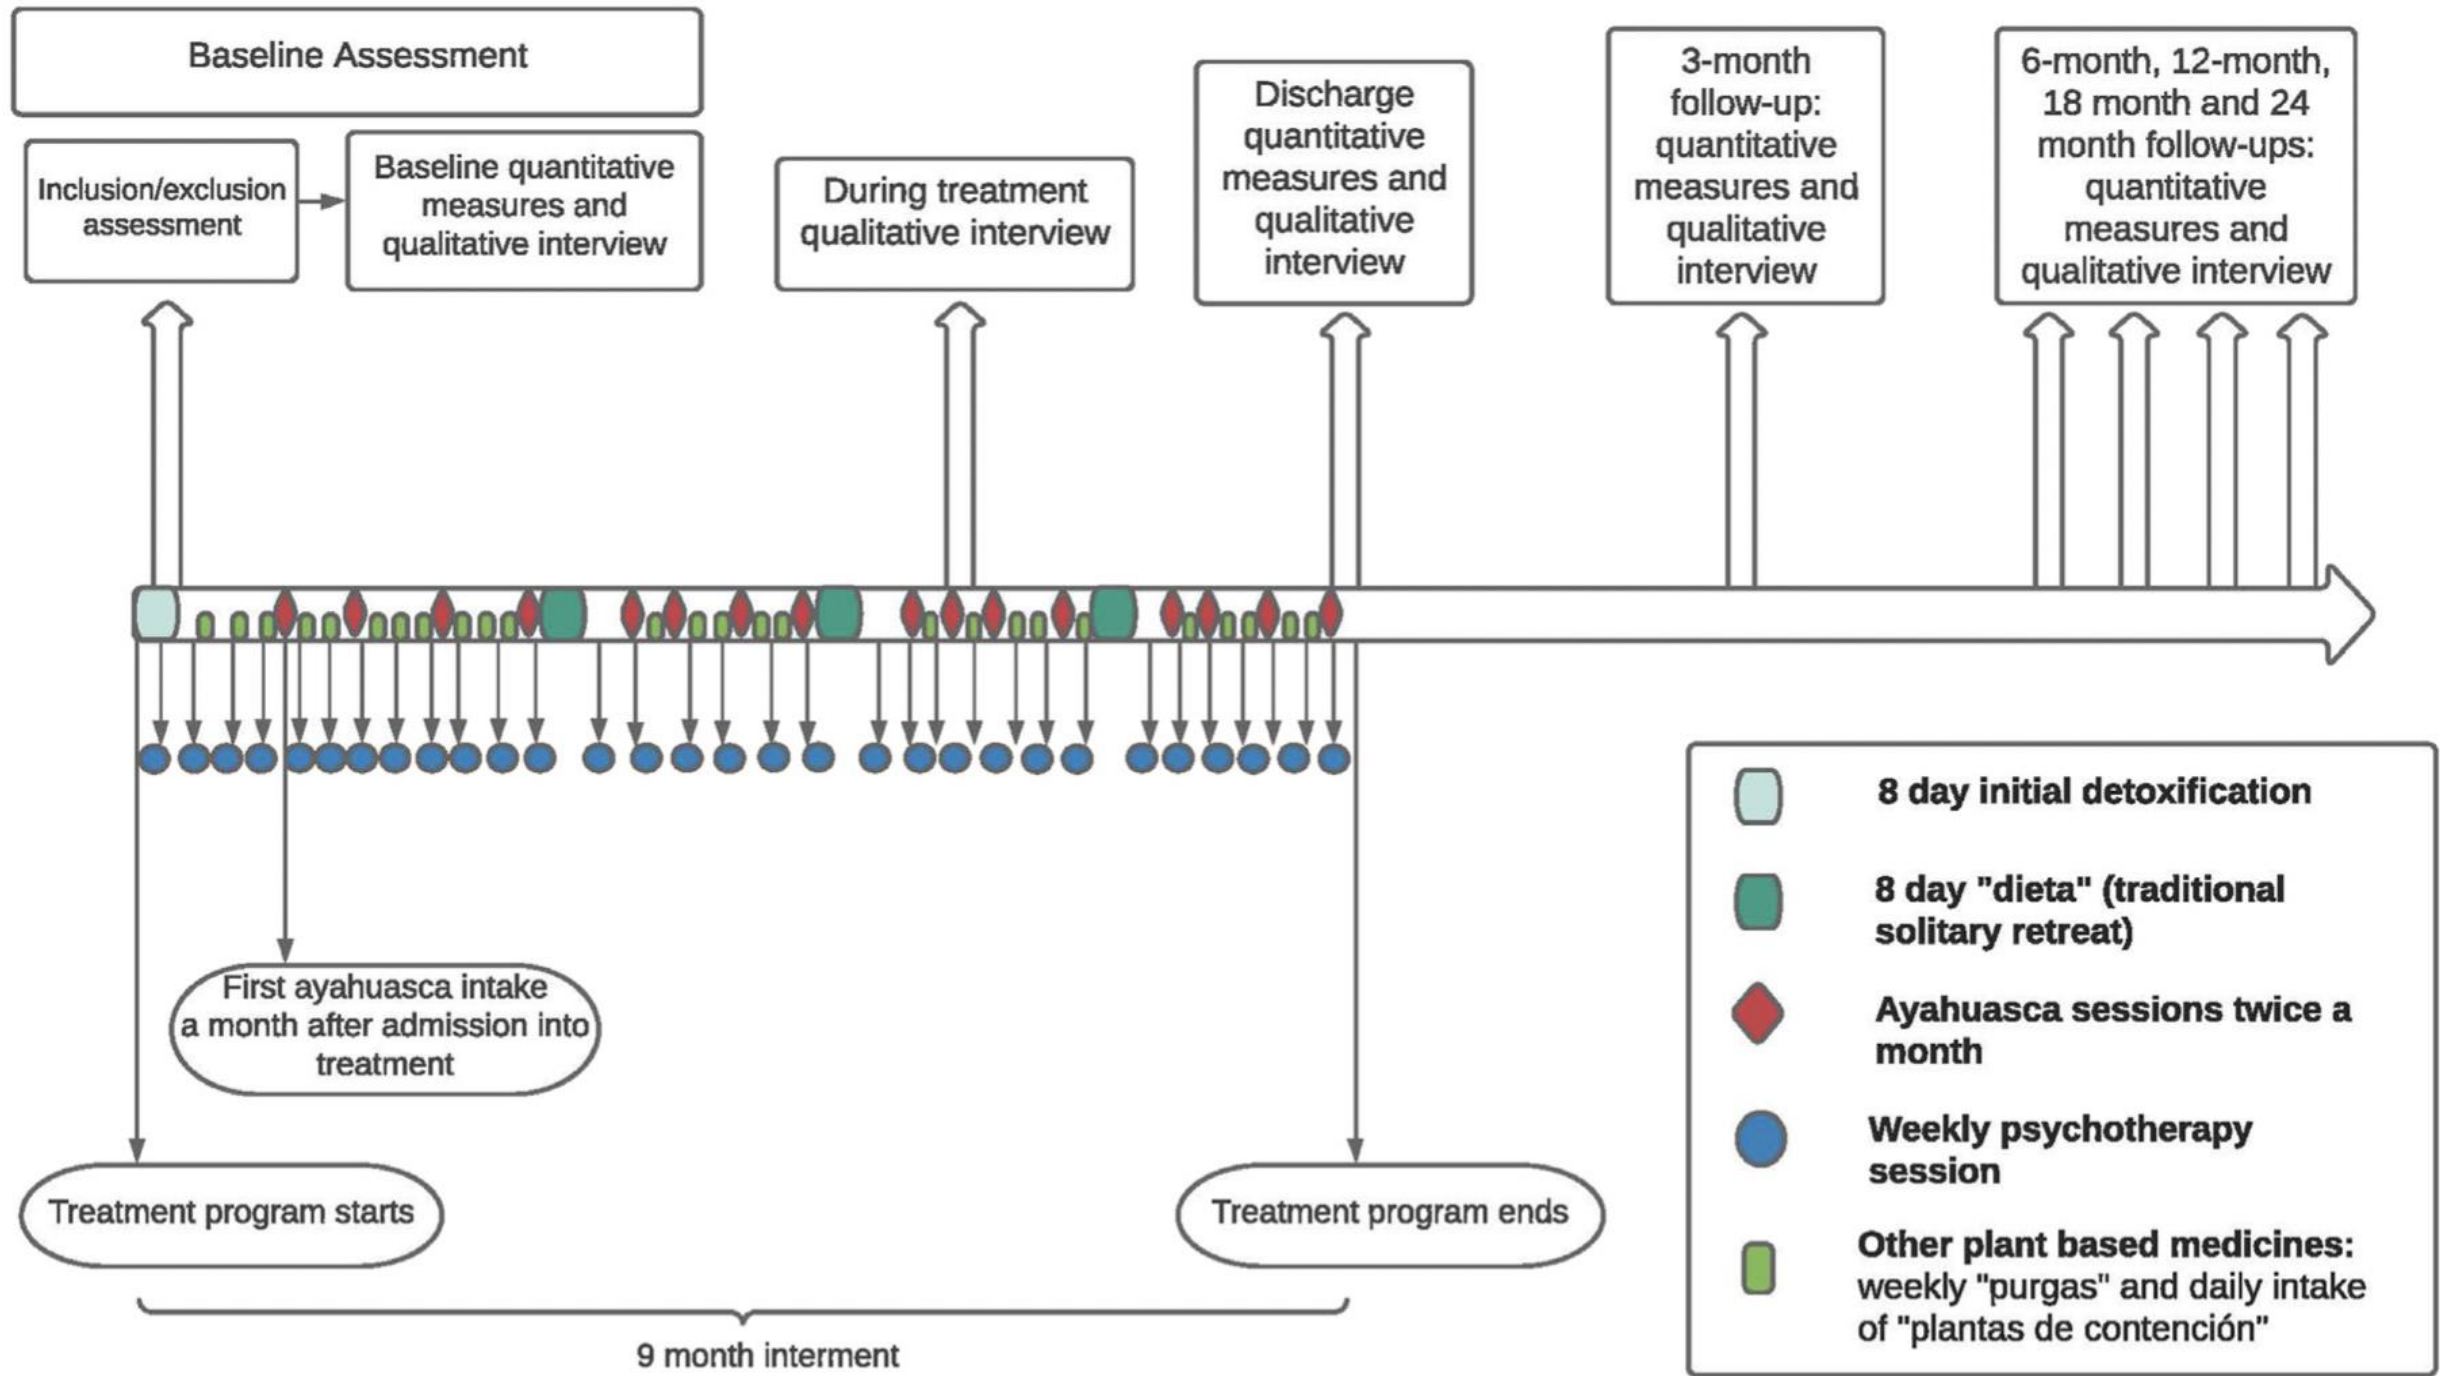 Baseline Assessment
Inclusion/exclusion
assessment
Baseline quantitative
measures and
qualitative interview
During treatment
qualitative interview
Discharge
quantitative
measures and
qualitative
interview
3-month
follow-up:
quantitative
measures and
qualitative
interview
6-month, 12-month,
18 month and 24
month follow-ups:
quantitative
measures and
qualitative interview
First ayahuasca intake
a month after admission into
treatment
Treatment program starts
Treatment program ends
9 month interment
8 day initial detoxification
8 day "dieta" (traditional
solitary retreat)
Ayahuasca sessions twice a
month
Weekly psychotherapy
session
Other plant based medicines:
weekly "purgas" and daily intake
of "plantas de contención"